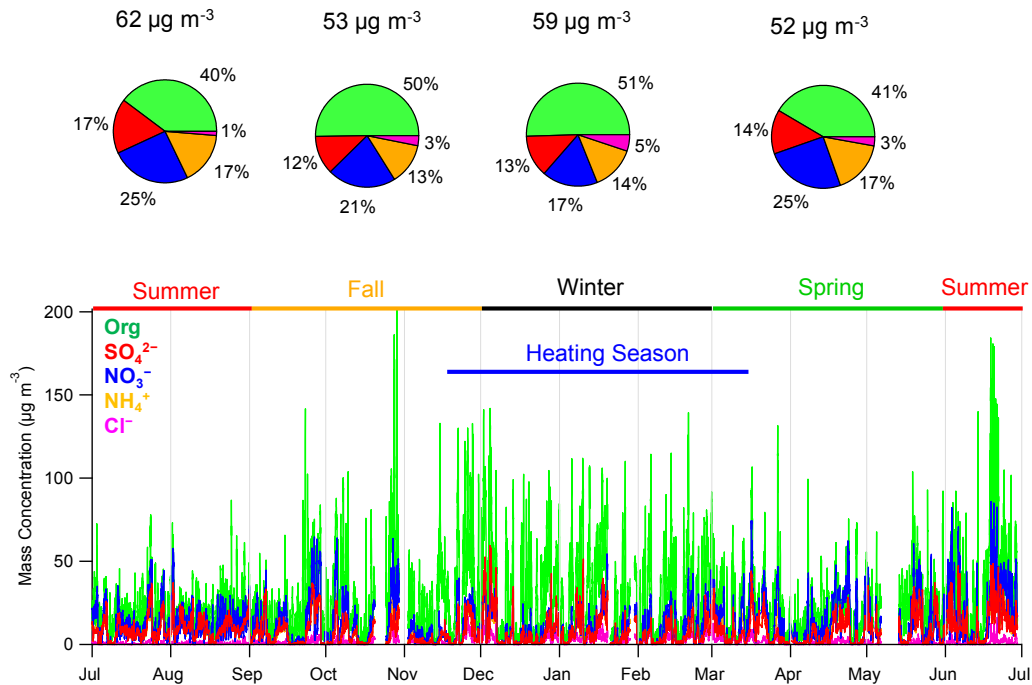 62 µg m⁻³ 53 µg m⁻³ 59 µg m⁻³ 52 µg m⁻³
40% 17% 25% 17% 1%
50% 12% 21% 13% 3%
51% 13% 17% 14% 5%
41% 14% 25% 17% 3%
Summer Fall Winter Spring Summer
Heating Season
Org
SO₄²⁻
NO₃⁻
NH₄⁺
Cl⁻
Mass Concentration (µg m⁻³)
200
150
100
50
0
Jul Aug Sep Oct Nov Dec Jan Feb Mar Apr May Jun Jul